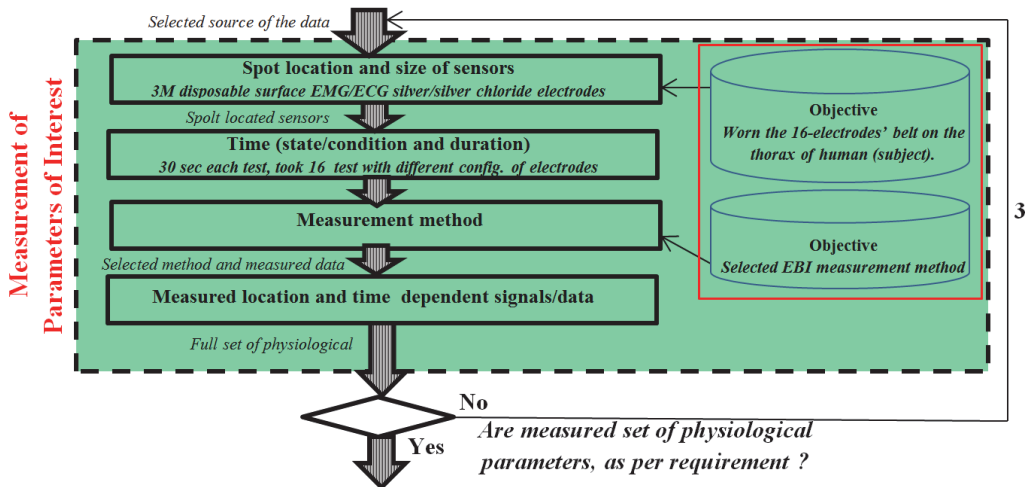 Selected source of the data
Measurement of
Parameters of Interest
Spot location and size of sensors
3M disposable surface EMG/ECG silver/silver chloride electrodes
Spolt located sensors
Time (state/condition and duration)
30 sec each test, took 16 test with different config. of electrodes
Measurement method
Selected method and measured data
Measured location and time dependent signals/data
Full set of physiological
Objective
Worn the 16-electrodes' belt on the
thorax of human (subject).
Objective
Selected EBI measurement method
3
No
Yes
Are measured set of physiological
parameters, as per requirement ?